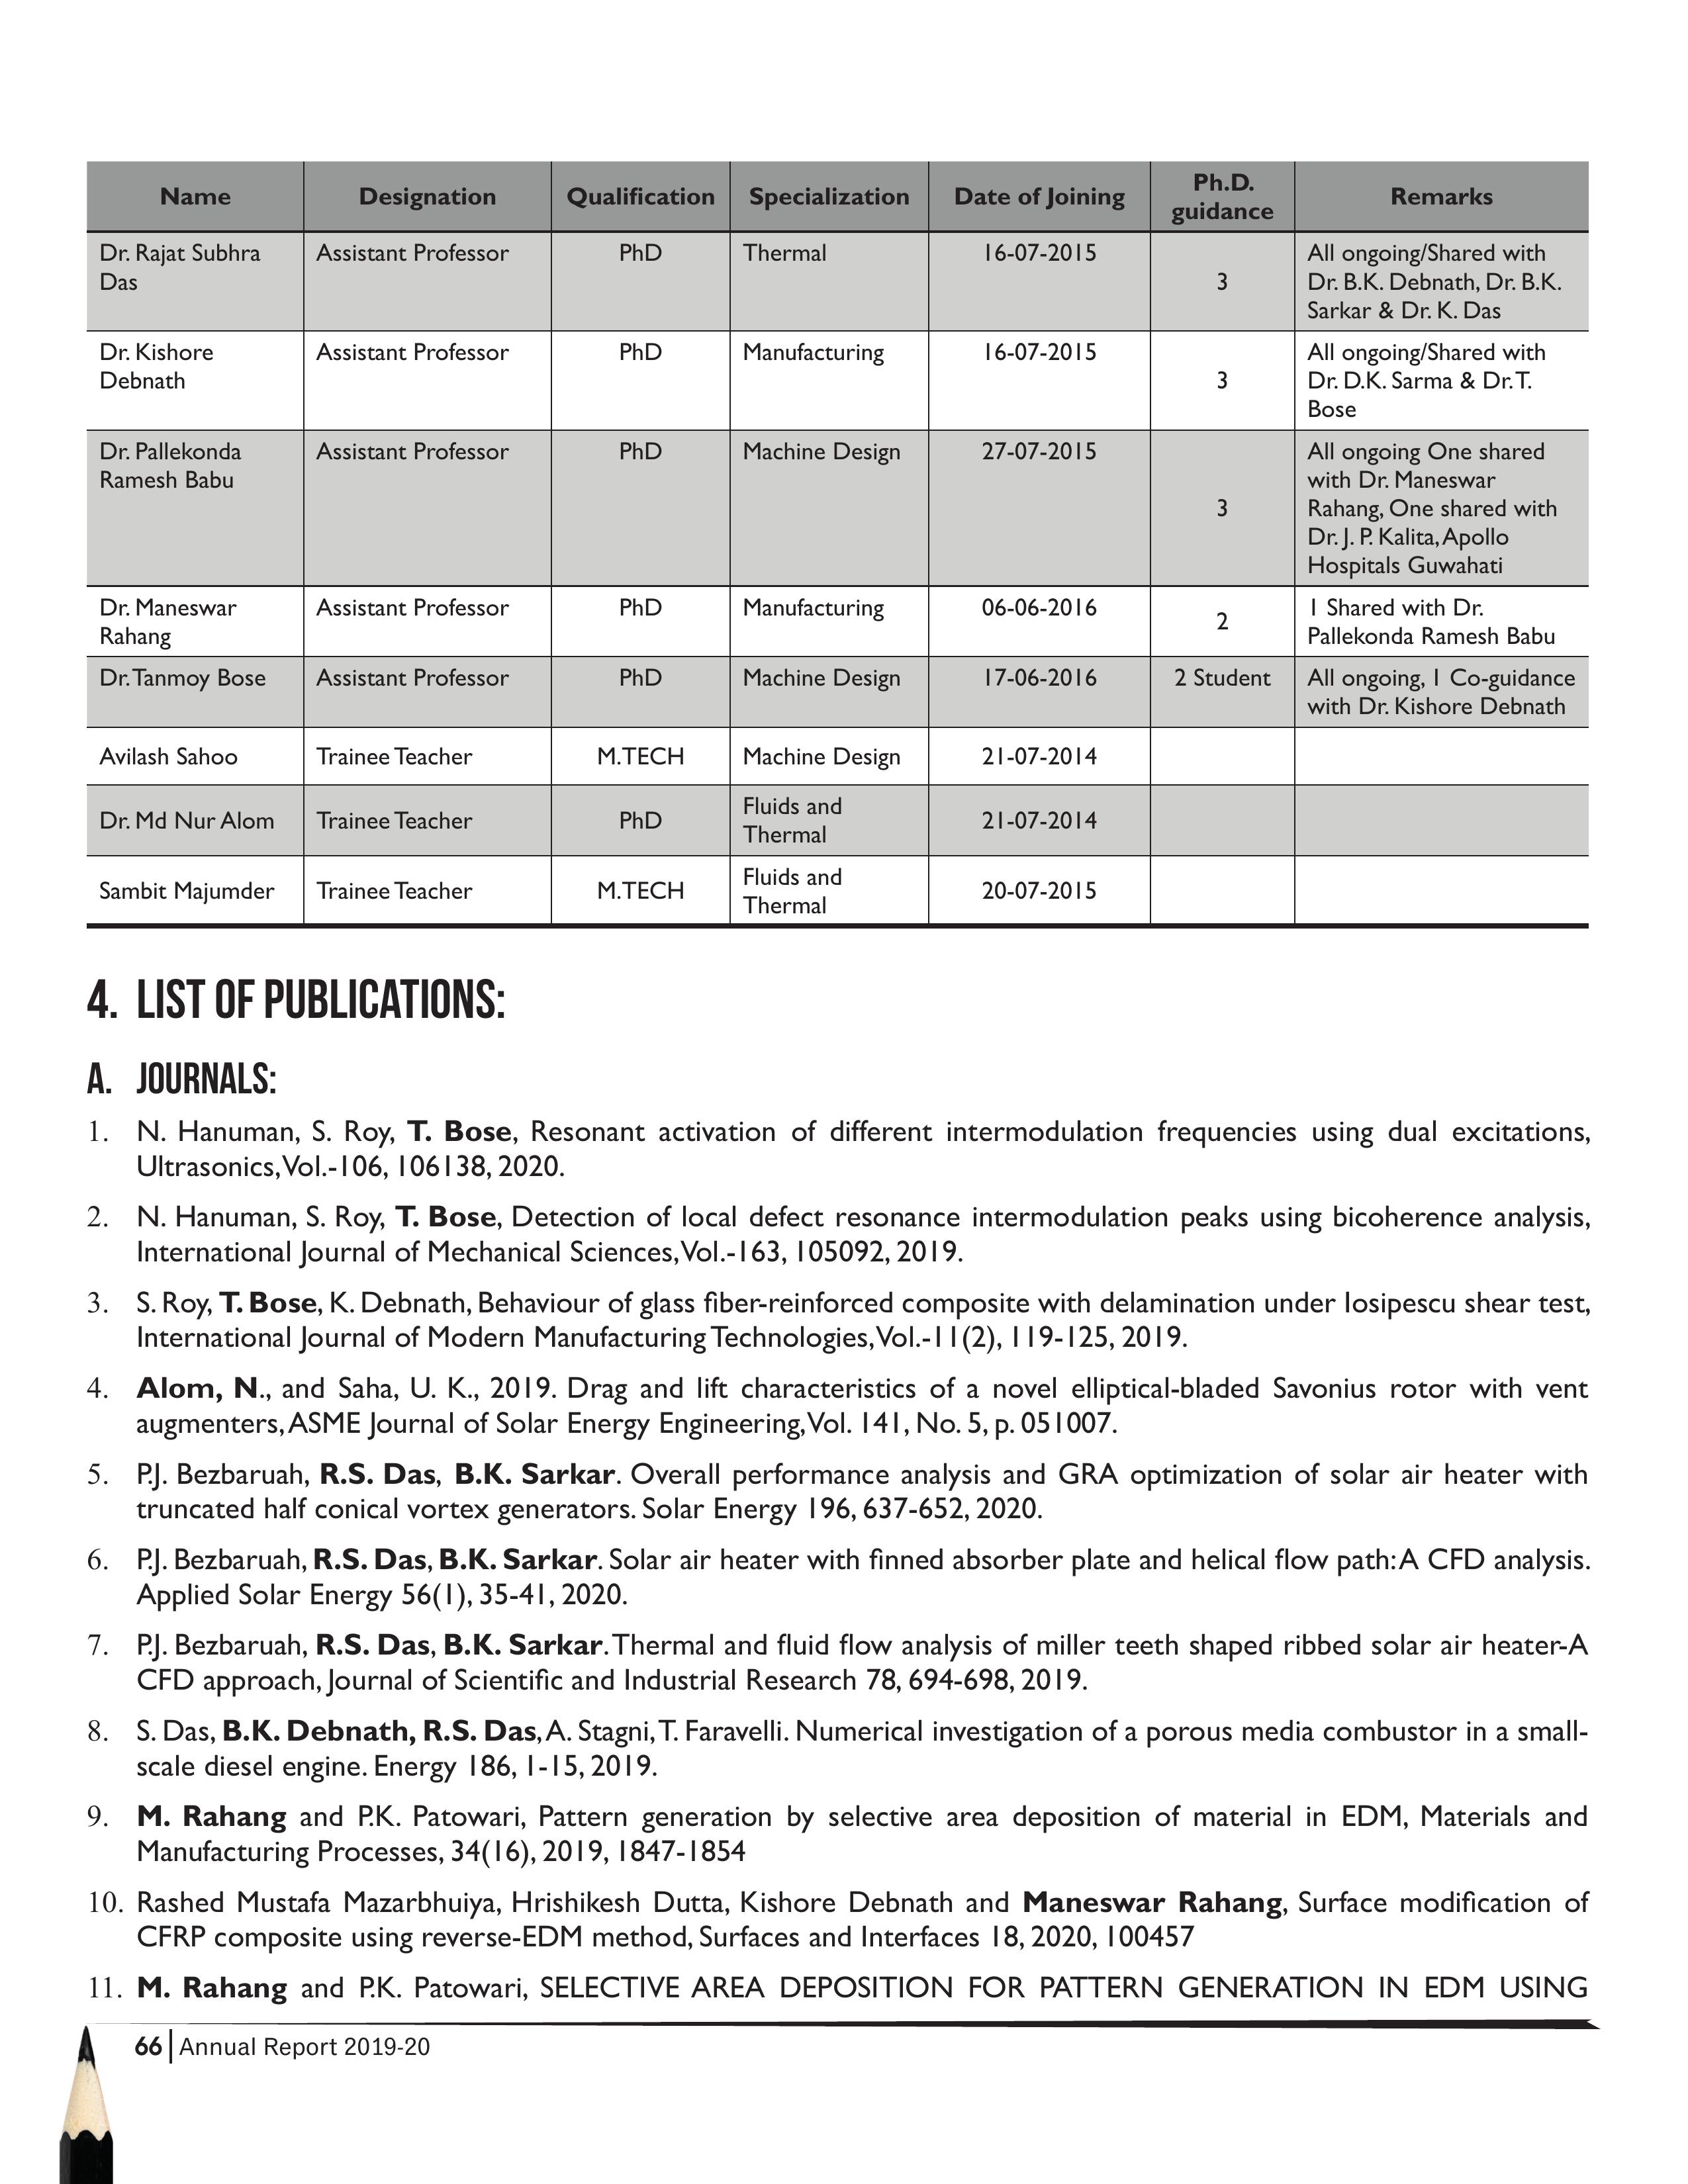 Name Designation Qualification Specialization Date of Joining Ph.D. guidance Remarks
Dr. Rajat Subhra Das Assistant Professor PhD Thermal 16-07-2015 3 All ongoing/Shared with Dr. B.K. Debnath, Dr. B.K. Sarkar & Dr. K. Das
Dr. Kishore Debnath Assistant Professor PhD Manufacturing 16-07-2015 3 All ongoing/Shared with Dr. D.K. Sarma & Dr. T. Bose
Dr. Pallekonda Ramesh Babu Assistant Professor PhD Machine Design 27-07-2015 3 All ongoing One shared with Dr. Maneswar Rahang, One shared with Dr. J. P. Kalita, Apollo Hospitals Guwahati
Dr. Maneswar Rahang Assistant Professor PhD Manufacturing 06-06-2016 2 1 Shared with Dr. Pallekonda Ramesh Babu
Dr. Tanmoy Bose Assistant Professor PhD Machine Design 17-06-2016 2 Student All ongoing, 1 Co-guidance with Dr. Kishore Debnath
Avilash Sahoo Trainee Teacher M.TECH Machine Design 21-07-2014
Dr. Md Nur Alom Trainee Teacher PhD Fluids and Thermal 21-07-2014
Sambit Majumder Trainee Teacher M.TECH Fluids and Thermal 20-07-2015
4. LIST OF PUBLICATIONS:
A. JOURNALS:
1. N. Hanuman, S. Roy, T. Bose, Resonant activation of different intermodulation frequencies using dual excitations,
Ultrasonics, Vol.-106, 106138, 2020.
2. N. Hanuman, S. Roy, T. Bose, Detection of local defect resonance intermodulation peaks using bicoherence analysis,
International Journal of Mechanical Sciences, Vol.-163, 105092, 2019.
3. S. Roy, T. Bose, K. Debnath, Behaviour of glass fiber-reinforced composite with delamination under Iosipescu shear test,
International Journal of Modern Manufacturing Technologies, Vol.-11(2), 119-125, 2019.
4. Alom, N., and Saha, U. K., 2019. Drag and lift characteristics of a novel elliptical-bladed Savonius rotor with vent
augmenters, ASME Journal of Solar Energy Engineering, Vol. 141, No. 5, p. 051007.
5. P.J. Bezbaruah, R.S. Das, B.K. Sarkar. Overall performance analysis and GRA optimization of solar air heater with
truncated half conical vortex generators. Solar Energy 196, 637-652, 2020.
6. P.J. Bezbaruah, R.S. Das, B.K. Sarkar. Solar air heater with finned absorber plate and helical flow path: A CFD analysis.
Applied Solar Energy 56(1), 35-41, 2020.
7. P.J. Bezbaruah, R.S. Das, B.K. Sarkar. Thermal and fluid flow analysis of miller teeth shaped ribbed solar air heater-A
CFD approach, Journal of Scientific and Industrial Research 78, 694-698, 2019.
8. S. Das, B.K. Debnath, R.S. Das, A. Stagni, T. Faravelli. Numerical investigation of a porous media combustor in a small-
scale diesel engine. Energy 186, 1-15, 2019.
9. M. Rahang and P.K. Patowari, Pattern generation by selective area deposition of material in EDM, Materials and
Manufacturing Processes, 34(16), 2019, 1847-1854
10. Rashed Mustafa Mazarbhuiya, Hrishikesh Dutta, Kishore Debnath and Maneswar Rahang, Surface modification of
CFRP composite using reverse-EDM method, Surfaces and Interfaces 18, 2020, 100457
11. M. Rahang and P.K. Patowari, SELECTIVE AREA DEPOSITION FOR PATTERN GENERATION IN EDM USING
66 Annual Report 2019-20